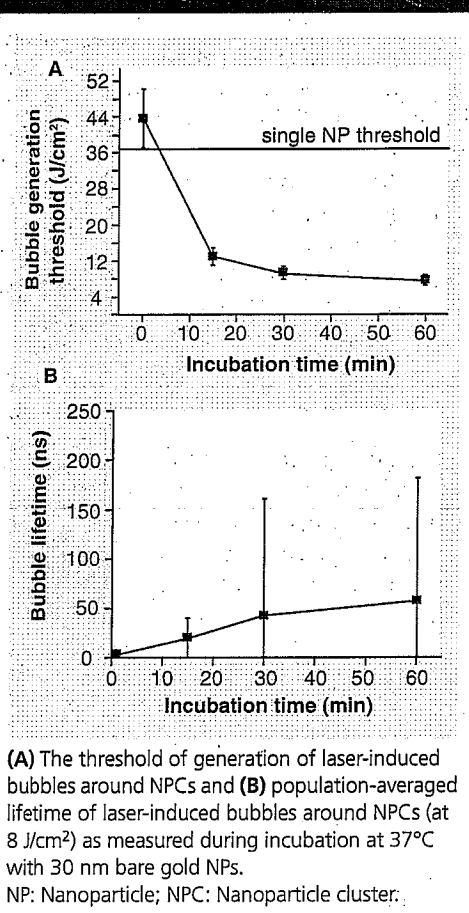 A
52
44
36
28
20
12
4
Bubble generation
threshold (J/cm²)
single NP threshold
0 10 20 30 40 50 60
Incubation time (min)
B
250
200
150
100
50
0
Bubble lifetime (ns)
0 10 20 30 40 50 60
Incubation time (min)
(A) The threshold of generation of laser-induced
bubbles around NPCs and (B) population-averaged
lifetime of laser-induced bubbles around NPCs (at
8 J/cm²) as measured during incubation at 37°C
with 30 nm bare gold NPs.
NP: Nanoparticle; NPC: Nanoparticle cluster.